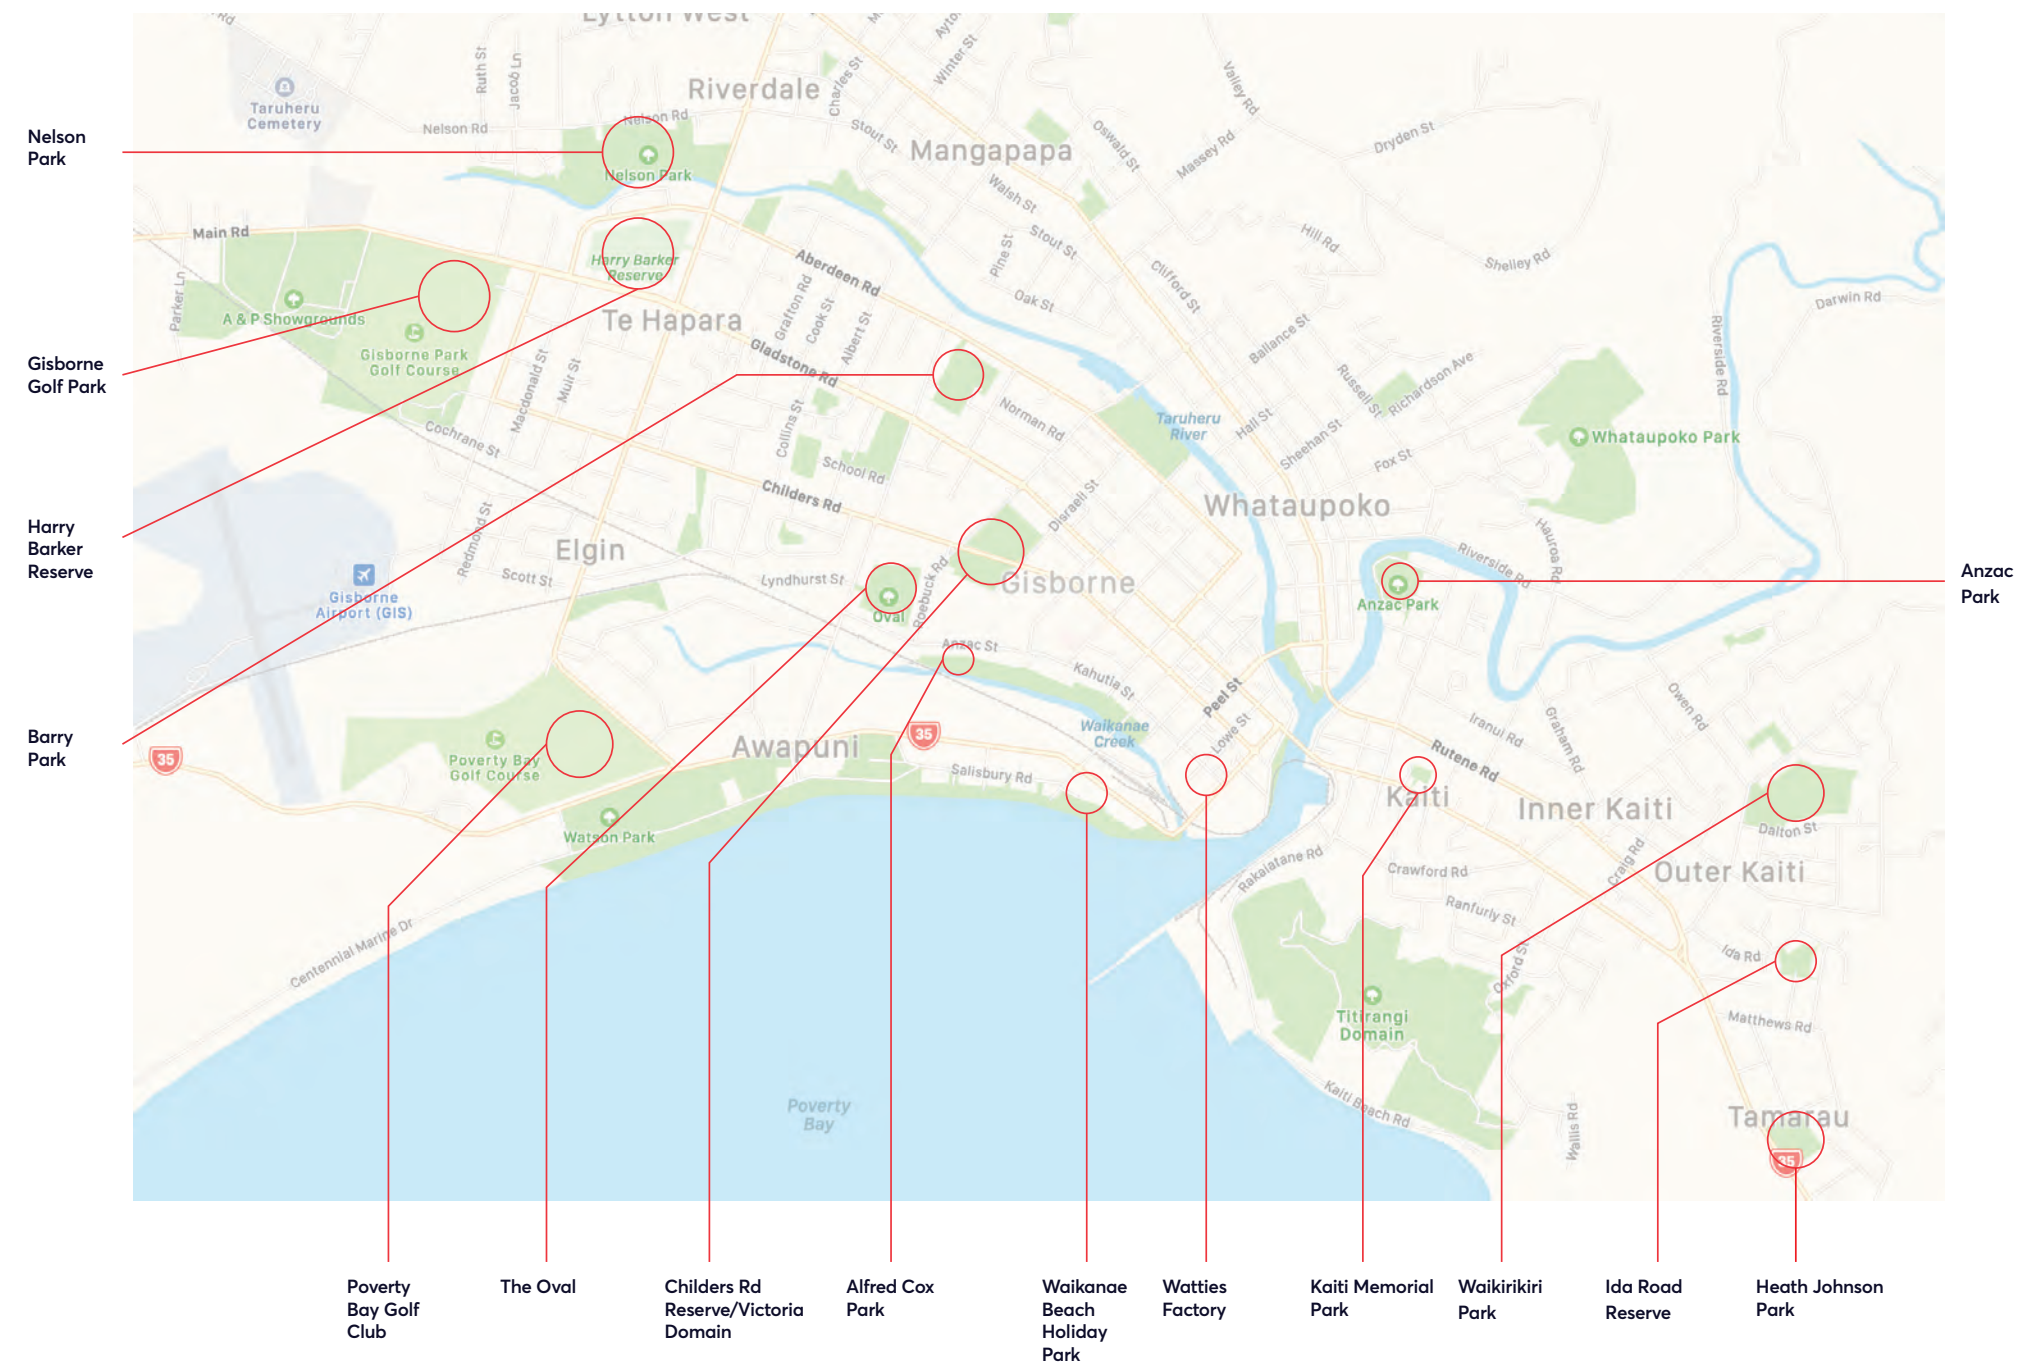 Lytton West
Rd
Ruth St
Jacob Ln
Riverdale
Charles St
Winter St
Valley Rd
Taruheru
Cemetery
Nelson Rd
Nelson Rd
Stout St
Mangapapa
Oswald St
Massey Rd
Dryden St
Nelson
Park
Nelson Park
Walsh St
Main Rd
Stout St
Pine St
Hill Rd
Shelley Rd
Harry Barker
Reserve
Aberdeen Rd
Clifford St
Parker Ln
Grafton Rd
Cook St
Albert St
Oak St
Darwin Rd
A & P Showgrounds
Te Hapara
Ballance St
Riverside Rd
Gisborne Park
Golf Course
Gladstone Rd
Macdonald St
Muir St
Russell St
Richardson Ave
Gisborne
Golf Park
Norman Rd
Taruheru
River
Hall St
Sheehan St
Cochrane St
Collins St
School Rd
Fox St
Whataupoko Park
Childers Rd
Disraeli St
Whataupoko
Harry
Barker
Reserve
Redmond St
Elgin
Scott St
Lyndhurst St
Roebuck Rd
Gisborne
Hauroa Rd
Riverside Rd
Anzac
Park
Gisborne
Airport (GIS)
Oval
Anzac Park
Anzac St
Kahutia St
Peel St
Lowe St
Owen Rd
Iranui Rd
Graham Rd
Rutene Rd
Barry
Park
35
Poverty Bay
Golf Course
Awapuni
35
Waikanae
Creek
Salisbury Rd
Kaiti
Inner Kaiti
Watson Park
Dalton St
Craig Rd
Rakaiatane Rd
Crawford Rd
Outer Kaiti
Ranfurly St
Centennial Marine Dr
Oxford St
Ida Rd
Titirangi
Domain
Matthews Rd
Poverty
Bay
Kaiti Beach Rd
Wallis Rd
Tamarau
35
Poverty
Bay Golf
Club
The Oval
Childers Rd
Reserve/Victoria
Domain
Alfred Cox
Park
Waikanae
Beach
Holiday
Park
Watties
Factory
Kaiti Memorial
Park
Waikirikiri
Park
Ida Road
Reserve
Heath Johnson
Park